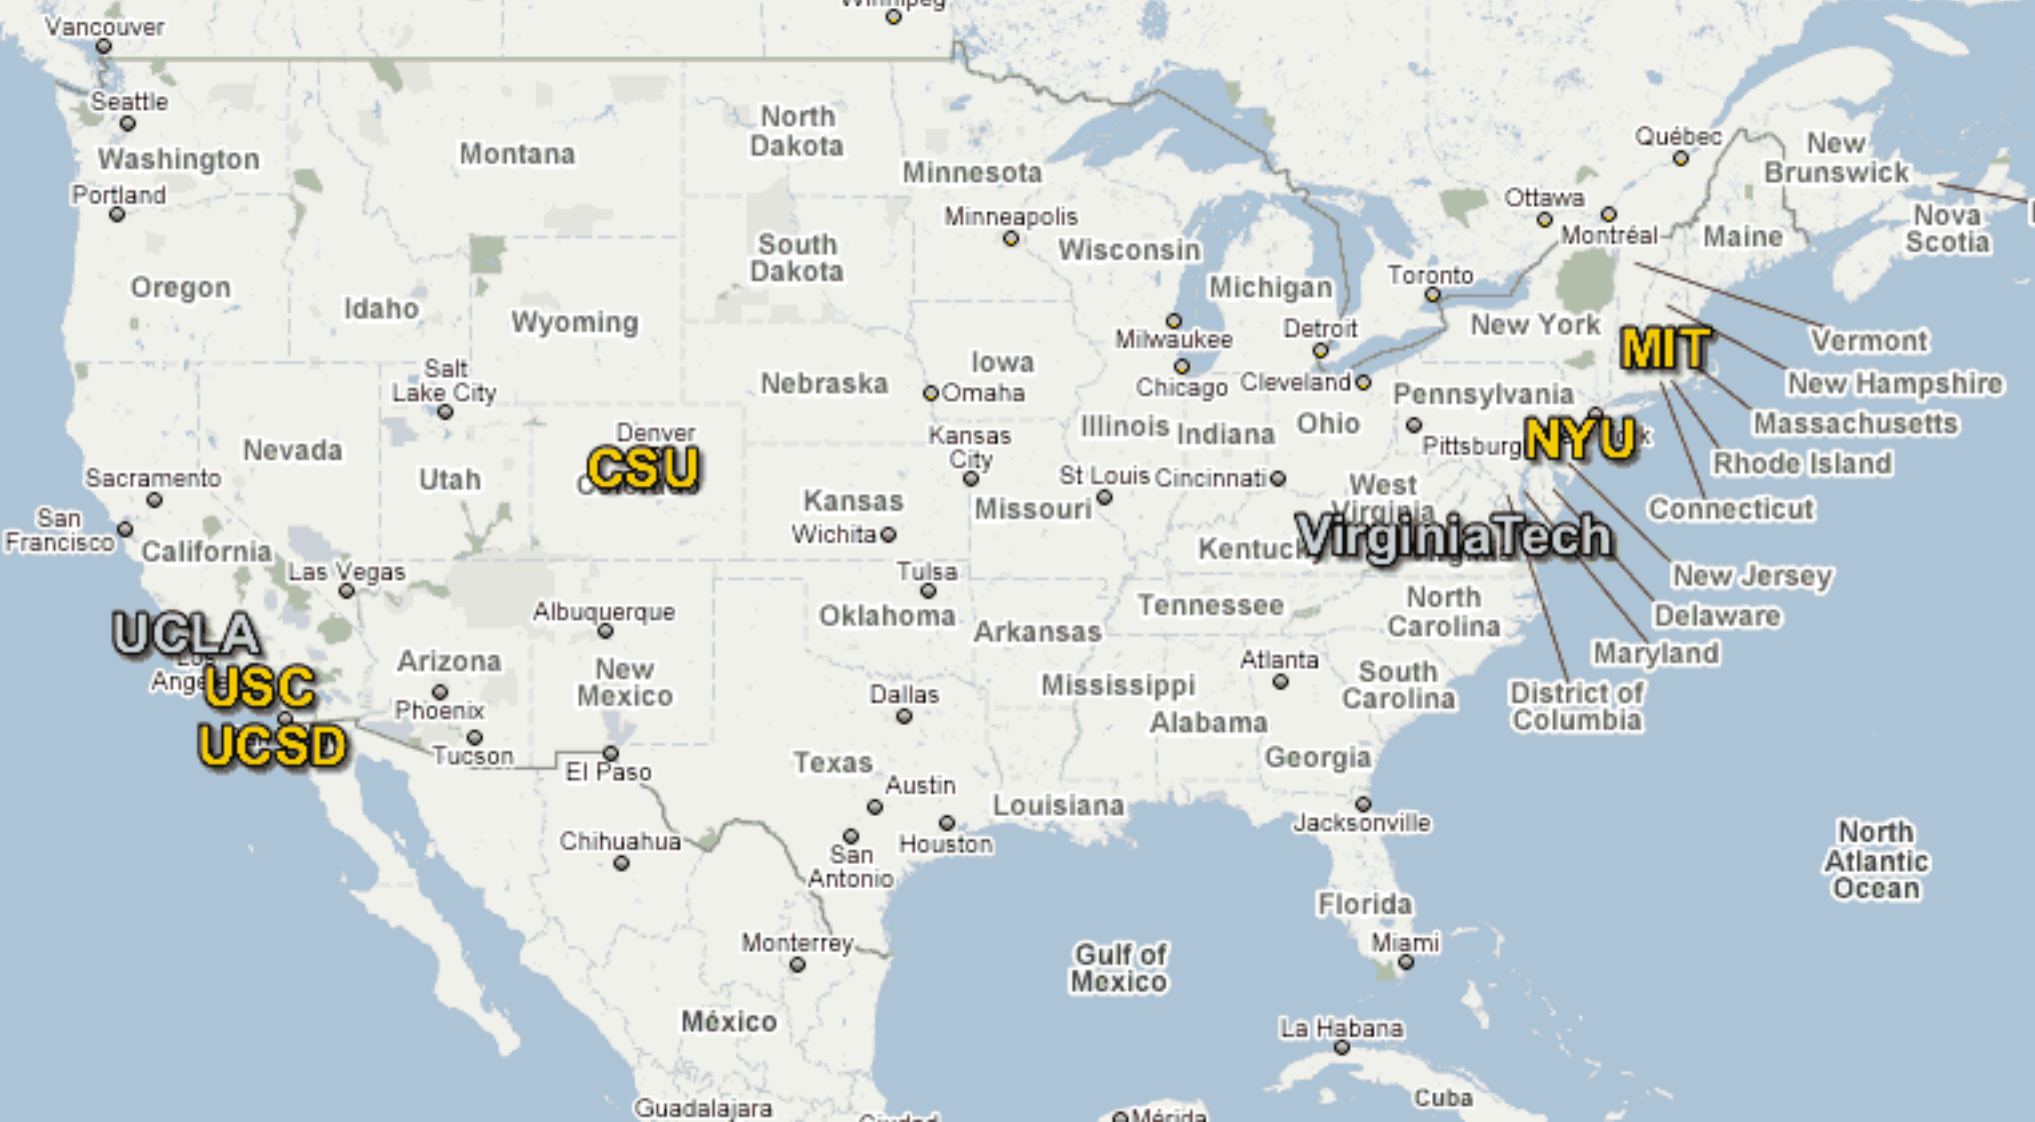 Vancouver
Seattle
Washington
Portland
Montana
North
Dakota
Minnesota
Minneapolis
Québec
New
Brunswick
Ottawa
Montréal
Maine
Nova
Scotia
Oregon
Idaho
Wyoming
South
Dakota
Wisconsin
Michigan
Toronto
New York
MIT
Vermont
Milwaukee
Detroit
Salt
Lake City
Nebraska
Iowa
Omaha
Chicago
Cleveland
Pennsylvania
New Hampshire
Massachusetts
Nevada
Utah
Denver
CSU
Kansas
City
Illinois
Indiana
Ohio
Pittsburg
NYU
Rhode Island
Connecticut
Sacramento
San
Francisco
California
Las Vegas
Kansas
Wichita
Missouri
St Louis
Cincinnati
West
Virginia
VirginiaTech
New Jersey
Delaware
Maryland
District of
Columbia
UCLA
USC
UCSD
Arizona
Phoenix
Tucson
Albuquerque
New
Mexico
El Paso
Tulsa
Oklahoma
Arkansas
Tennessee
North
Carolina
Dallas
Mississippi
Alabama
Atlanta
South
Carolina
Georgia
Texas
Austin
Louisiana
Houston
San
Antonio
Jacksonville
Chihuahua
Florida
Miami
North
Atlantic
Ocean
Gulf of
Mexico
Monterrey
México
La Habana
Cuba
Guadalajara
Mérida